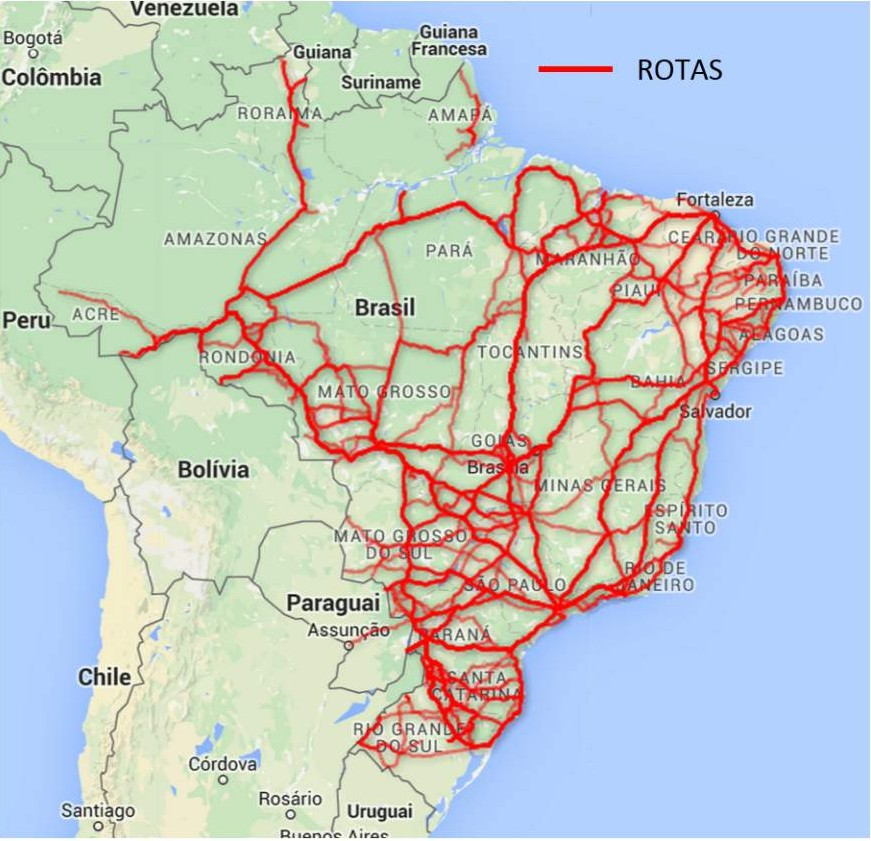 Venezuela
Bogotá
Colômbia
Guiana
Guiana
Francesa
Suriname
ROTAS
RORAIMA
AMAPÁ
Fortaleza
AMAZONAS
PARÁ
MARANHÃO
CEARÁ
RIO GRANDE
DO NORTE
PIAUÍ
PARAÍBA
PERNAMBUCO
Peru
ACRE
Brasil
ALAGOAS
RONDÔNIA
TOCANTINS
SERGIPE
MATO GROSSO
BAHIA
Salvador
GOIÁS
Brasília
Bolívia
MINAS GERAIS
ESPÍRITO
SANTO
MATO GROSSO
DO SUL
SÃO PAULO
RIO DE
JANEIRO
Paraguai
Assunção
PARANÁ
Chile
SANTA
CATARINA
RIO GRANDE
DO SUL
Córdova
Rosário
Santiago
Uruguai
Buenos Aires